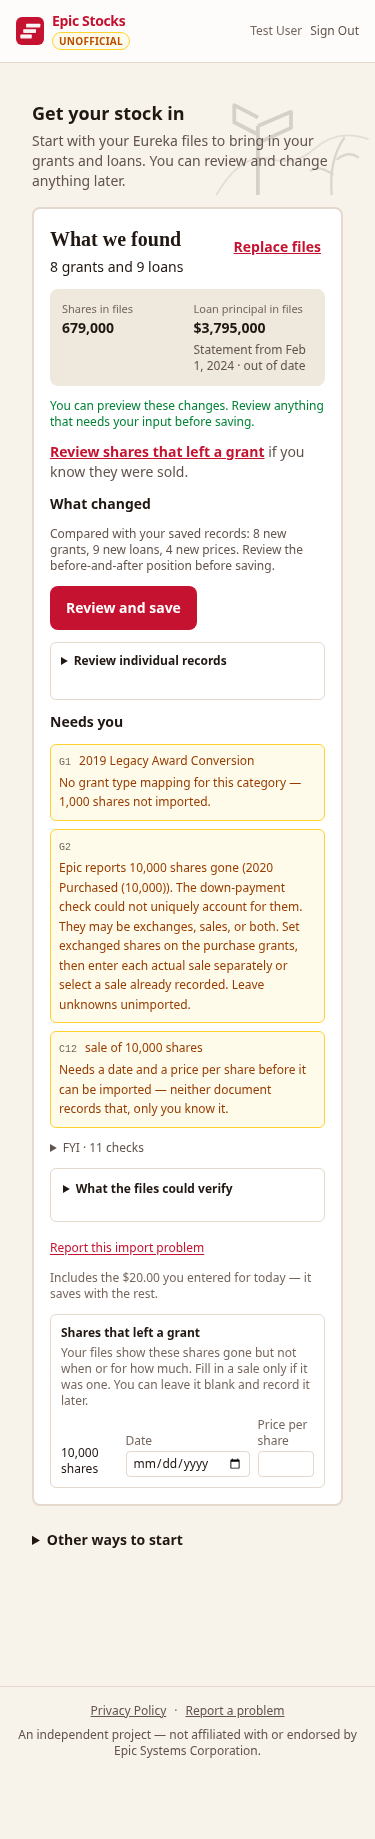 Epic Stocks
UNOFFICIAL
Test User Sign Out
Get your stock in
Start with your Eureka files to bring in your
grants and loans. You can review and change
anything later.
What we found
Replace files
8 grants and 9 loans
Shares in files
679,000
Loan principal in files
$3,795,000
Statement from Feb
1, 2024 · out of date
You can preview these changes. Review anything
that needs your input before saving.
Review shares that left a grant if you
know they were sold.
What changed
Compared with your saved records: 8 new
grants, 9 new loans, 4 new prices. Review the
before-and-after position before saving.
Review and save
Review individual records
Needs you
G1 2019 Legacy Award Conversion
No grant type mapping for this category —
1,000 shares not imported.
G2
Epic reports 10,000 shares gone (2020
Purchased (10,000)). The down-payment
check could not uniquely account for them.
They may be exchanges, sales, or both. Set
exchanged shares on the purchase grants,
then enter each actual sale separately or
select a sale already recorded. Leave
unknowns unimported.
C12 sale of 10,000 shares
Needs a date and a price per share before it
can be imported — neither document
records that, only you know it.
FYI · 11 checks
What the files could verify
Report this import problem
Includes the $20.00 you entered for today — it
saves with the rest.
Shares that left a grant
Your files show these shares gone but not
when or for how much. Fill in a sale only if it
was one. You can leave it blank and record it
later.
10,000
shares
Date
mm/dd/yyyy
Price per
share
Other ways to start
Privacy Policy · Report a problem
An independent project — not affiliated with or endorsed by
Epic Systems Corporation.